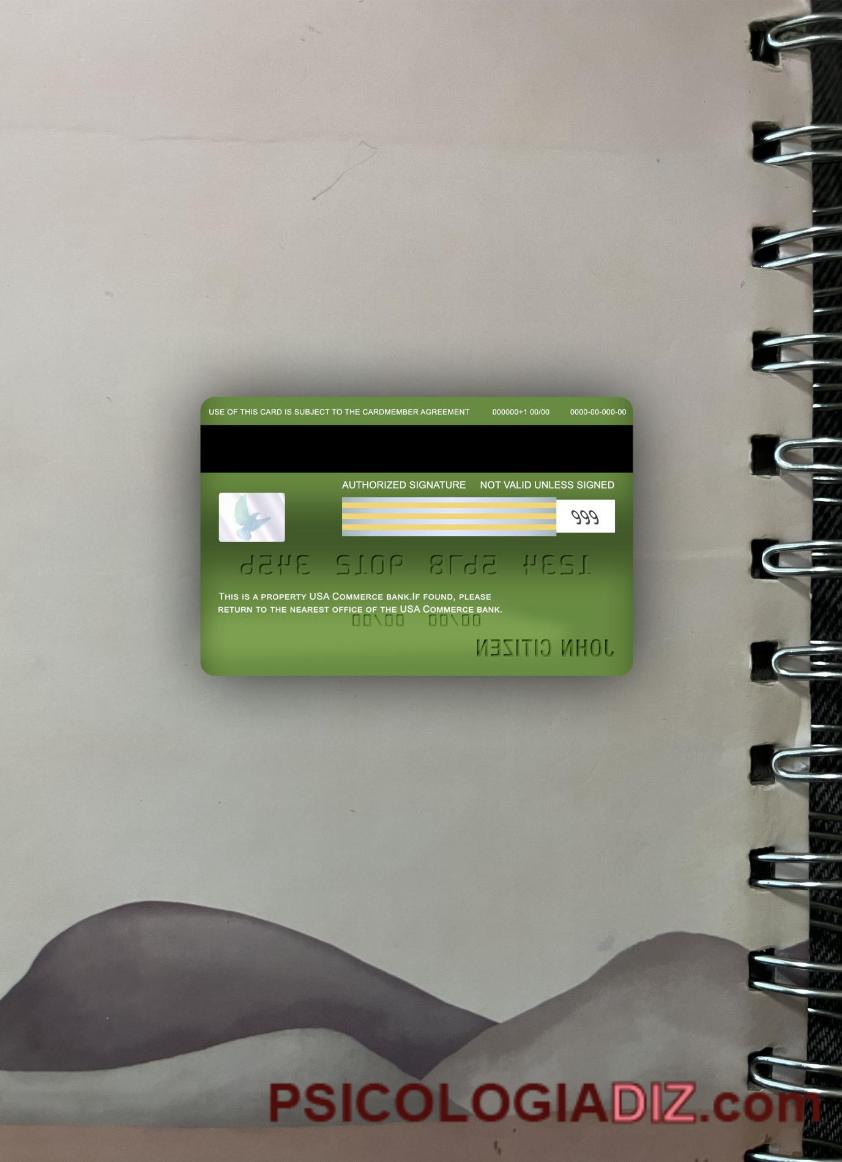 USE OF THIS CARD IS SUBJECT TO THE CARDMEMBER AGREEMENT 000000+1 00/00 0000-00-000-00
AUTHORIZED SIGNATURE NOT VALID UNLESS SIGNED
999
1234 5678 9012 3456
THIS IS A PROPERTY USA COMMERCE BANK.IF FOUND, PLEASE
RETURN TO THE NEAREST OFFICE OF THE USA COMMERCE BANK.
00/00 00/00
JOHN CITIZEN
PSICOLOGIADIZ.com